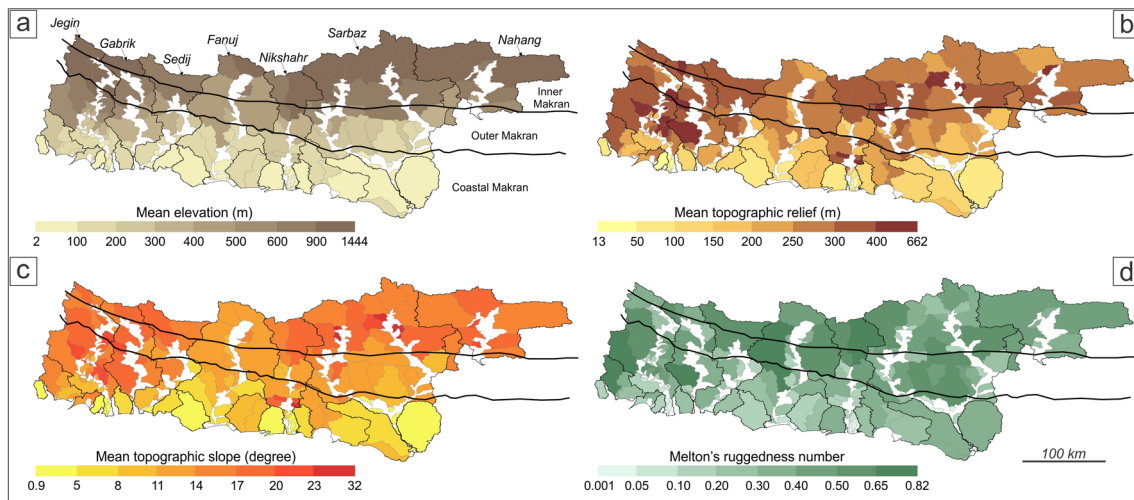 a
Jegin
Gabrik
Sedij
Fanuj
Nikshahr
Sarbaz
Nahang
Inner
Makran
Outer Makran
Coastal Makran
Mean elevation (m)
2 100 200 300 400 500 600 900 1444
b
Mean topographic relief (m)
13 50 100 150 200 250 300 400 662
c
Mean topographic slope (degree)
0.9 5 8 11 14 17 20 23 32
d
Melton's ruggedness number
0.001 0.05 0.10 0.20 0.30 0.40 0.50 0.60 0.82
100 km